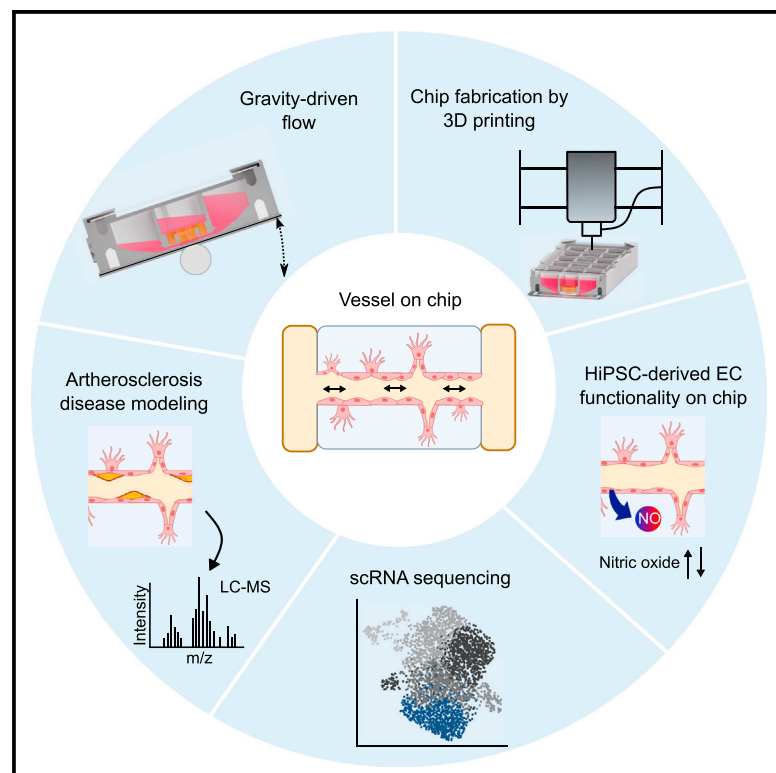 Gravity-driven
flow
Chip fabrication by
3D printing
Vessel on chip
Artherosclerosis
disease modeling
HiPSC-derived EC
functionality on chip
NO
Nitric oxide
LC-MS
Intensity
m/z
scRNA sequencing